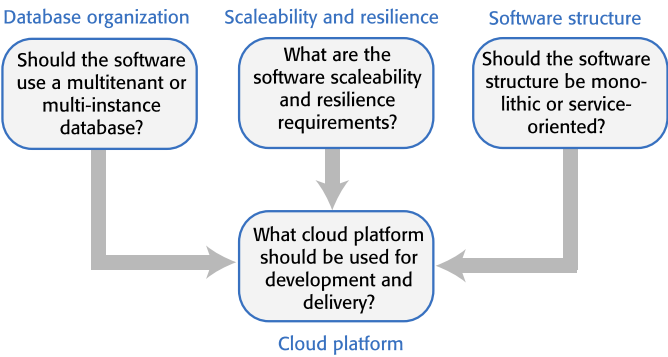 Database organization
Should the software
use a multitenant or
multi-instance
database?
Scaleability and resilience
What are the
software scaleability
and resilience
requirements?
Software structure
Should the software
structure be mono-
lithic or service-
oriented?
What cloud platform
should be used for
development and
delivery?
Cloud platform